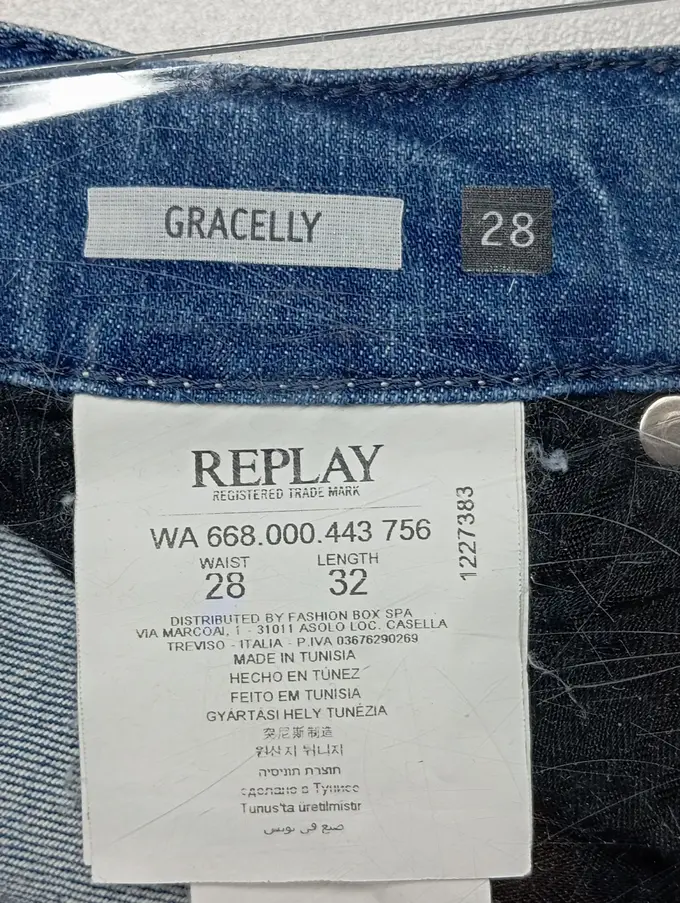 GRACELLY
28
REPLAY
REGISTERED TRADE MARK
WA 668.000.443 756
1227383
WAIST LENGTH
28 32
DISTRIBUTED BY FASHION BOX SPA
VIA MARCOAI, 1 - 31011 ASOLO LOC. CASELLA
TREVISO - ITALIA - P.IVA 03676290269
MADE IN TUNISIA
HECHO EN TÚNEZ
FEITO EM TUNISIA
GYÁRTÁSI HELY TUNÉZIA
突尼斯制造
원산지 튀니지
תוצרת תוניסיה
сделано в Тунисе
Tunus'ta üretilmistir
صنع في تونس